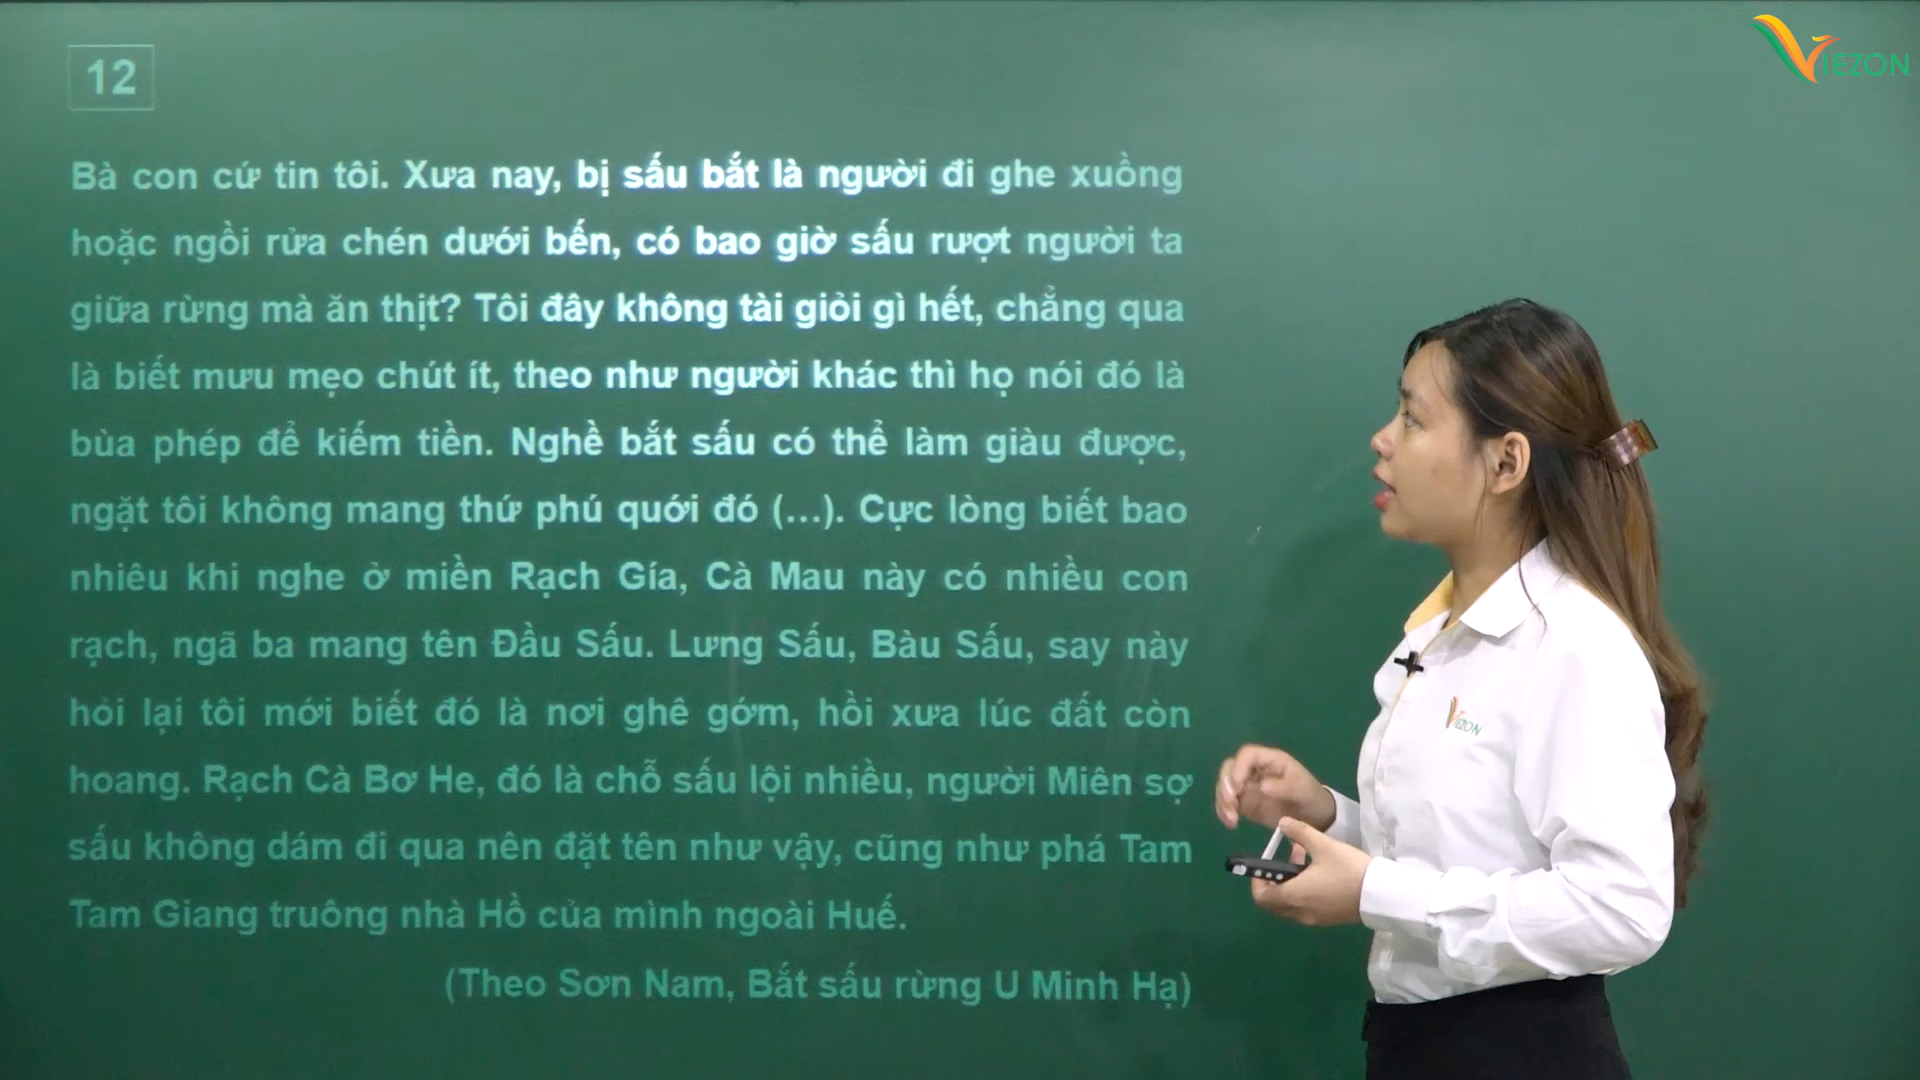 VIEZON
12
Bà con cứ tin tôi. Xưa nay, bị sấu bắt là người đi ghe xuồng
hoặc ngồi rửa chén dưới bến, có bao giờ sấu rượt người ta
giữa rừng mà ăn thịt? Tôi đây không tài giỏi gì hết, chẳng qua
là biết mưu mẹo chút ít, theo như người khác thì họ nói đó là
bùa phép để kiếm tiền. Nghề bắt sấu có thể làm giàu được,
ngặt tôi không mang thứ phú quới đó (...). Cực lòng biết bao
nhiêu khi nghe ở miền Rạch Gía, Cà Mau này có nhiều con
rạch, ngã ba mang tên Đầu Sấu. Lưng Sấu, Bàu Sấu, say này
hỏi lại tôi mới biết đó là nơi ghê gớm, hồi xưa lúc đất còn
hoang. Rạch Cà Bơ He, đó là chỗ sấu lội nhiều, người Miên sợ
sấu không dám đi qua nên đặt tên như vậy, cũng như phá Tam
Tam Giang truông nhà Hồ của mình ngoài Huế.
(Theo Sơn Nam, Bắt sấu rừng U Minh Hạ)
VIEZON